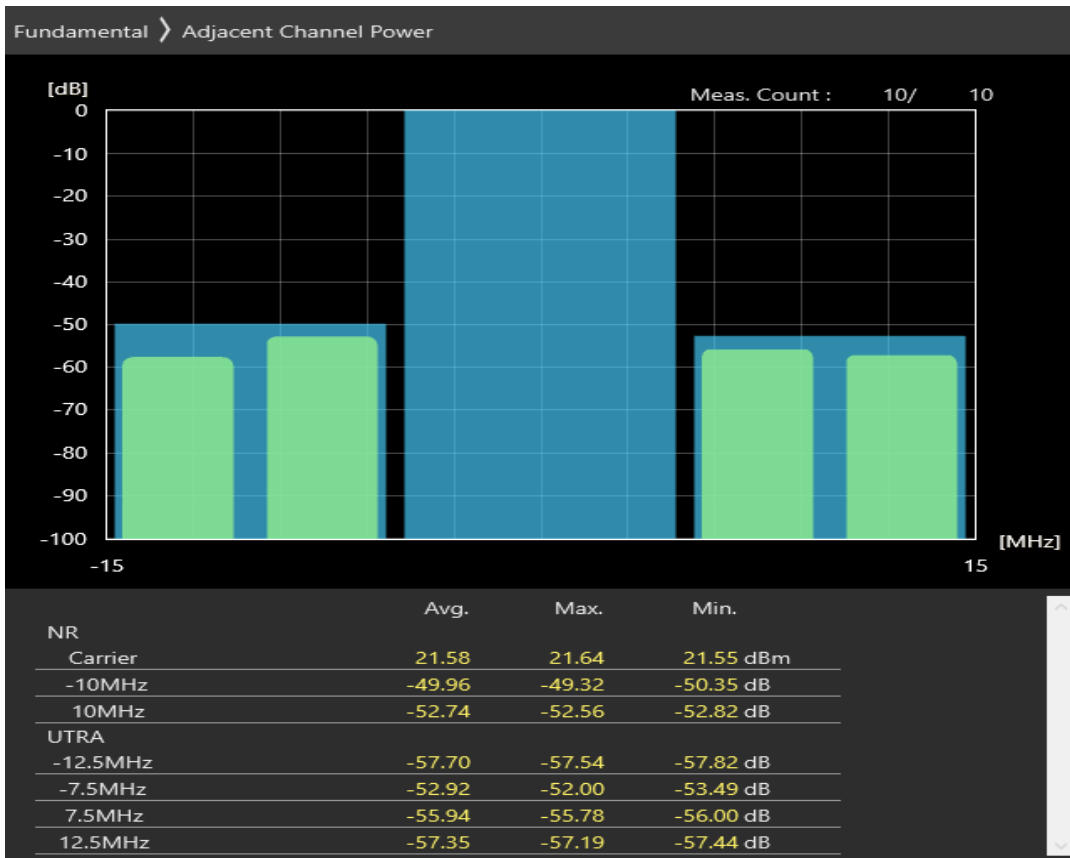 Fundamental 〉 Adjacent Channel Power
[dB]
Meas. Count : 10/ 10
0
-10
-20
-30
-40
-50
-60
-70
-80
-90
-100
[MHz]
-15 15
Avg. Max. Min.
NR
Carrier 21.58 21.64 21.55 dBm
-10MHz -49.96 -49.32 -50.35 dB
10MHz -52.74 -52.56 -52.82 dB
UTRA
-12.5MHz -57.70 -57.54 -57.82 dB
-7.5MHz -52.92 -52.00 -53.49 dB
7.5MHz -55.94 -55.78 -56.00 dB
12.5MHz -57.35 -57.19 -57.44 dB